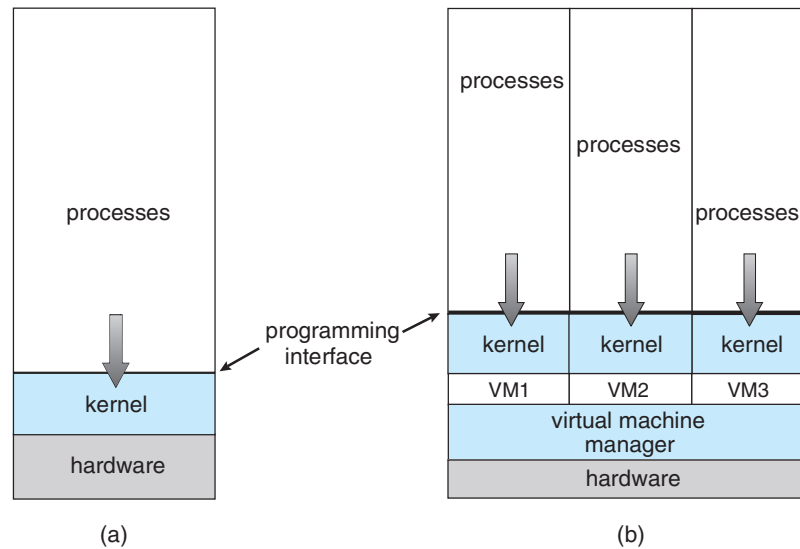 processes
kernel
hardware
(a)
programming
interface
processes
processes
processes
kernel
kernel
kernel
VM1
VM2
VM3
virtual machine
manager
hardware
(b)